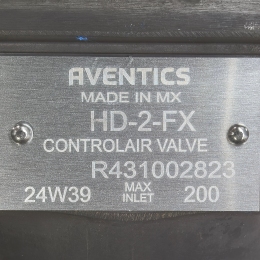 AVENTICS
MADE IN MX
HD-2-FX
CONTROLAIR VALVE
R431002823
24W39 MAX INLET 200